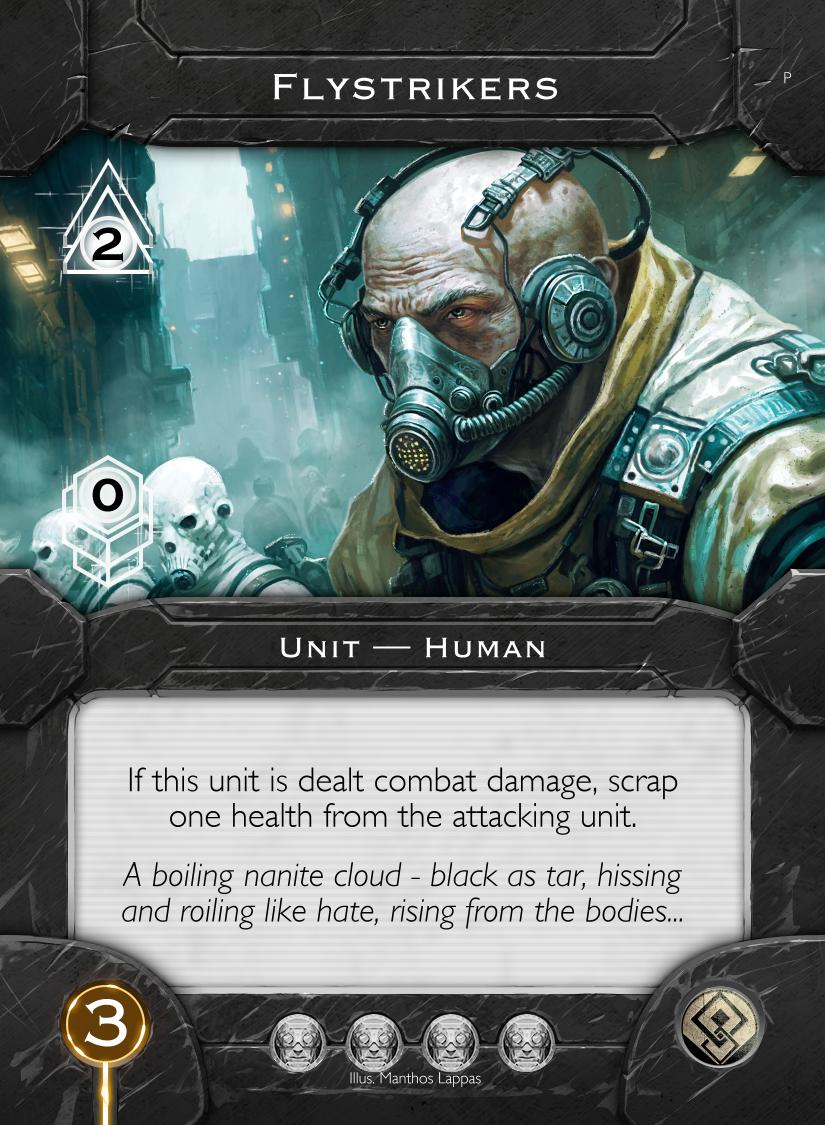 Flystrikers
P
2
0
Unit — Human
If this unit is dealt combat damage, scrap
one health from the attacking unit.
A boiling nanite cloud - black as tar, hissing
and roiling like hate, rising from the bodies...
3
Illus. Manthos Lappas